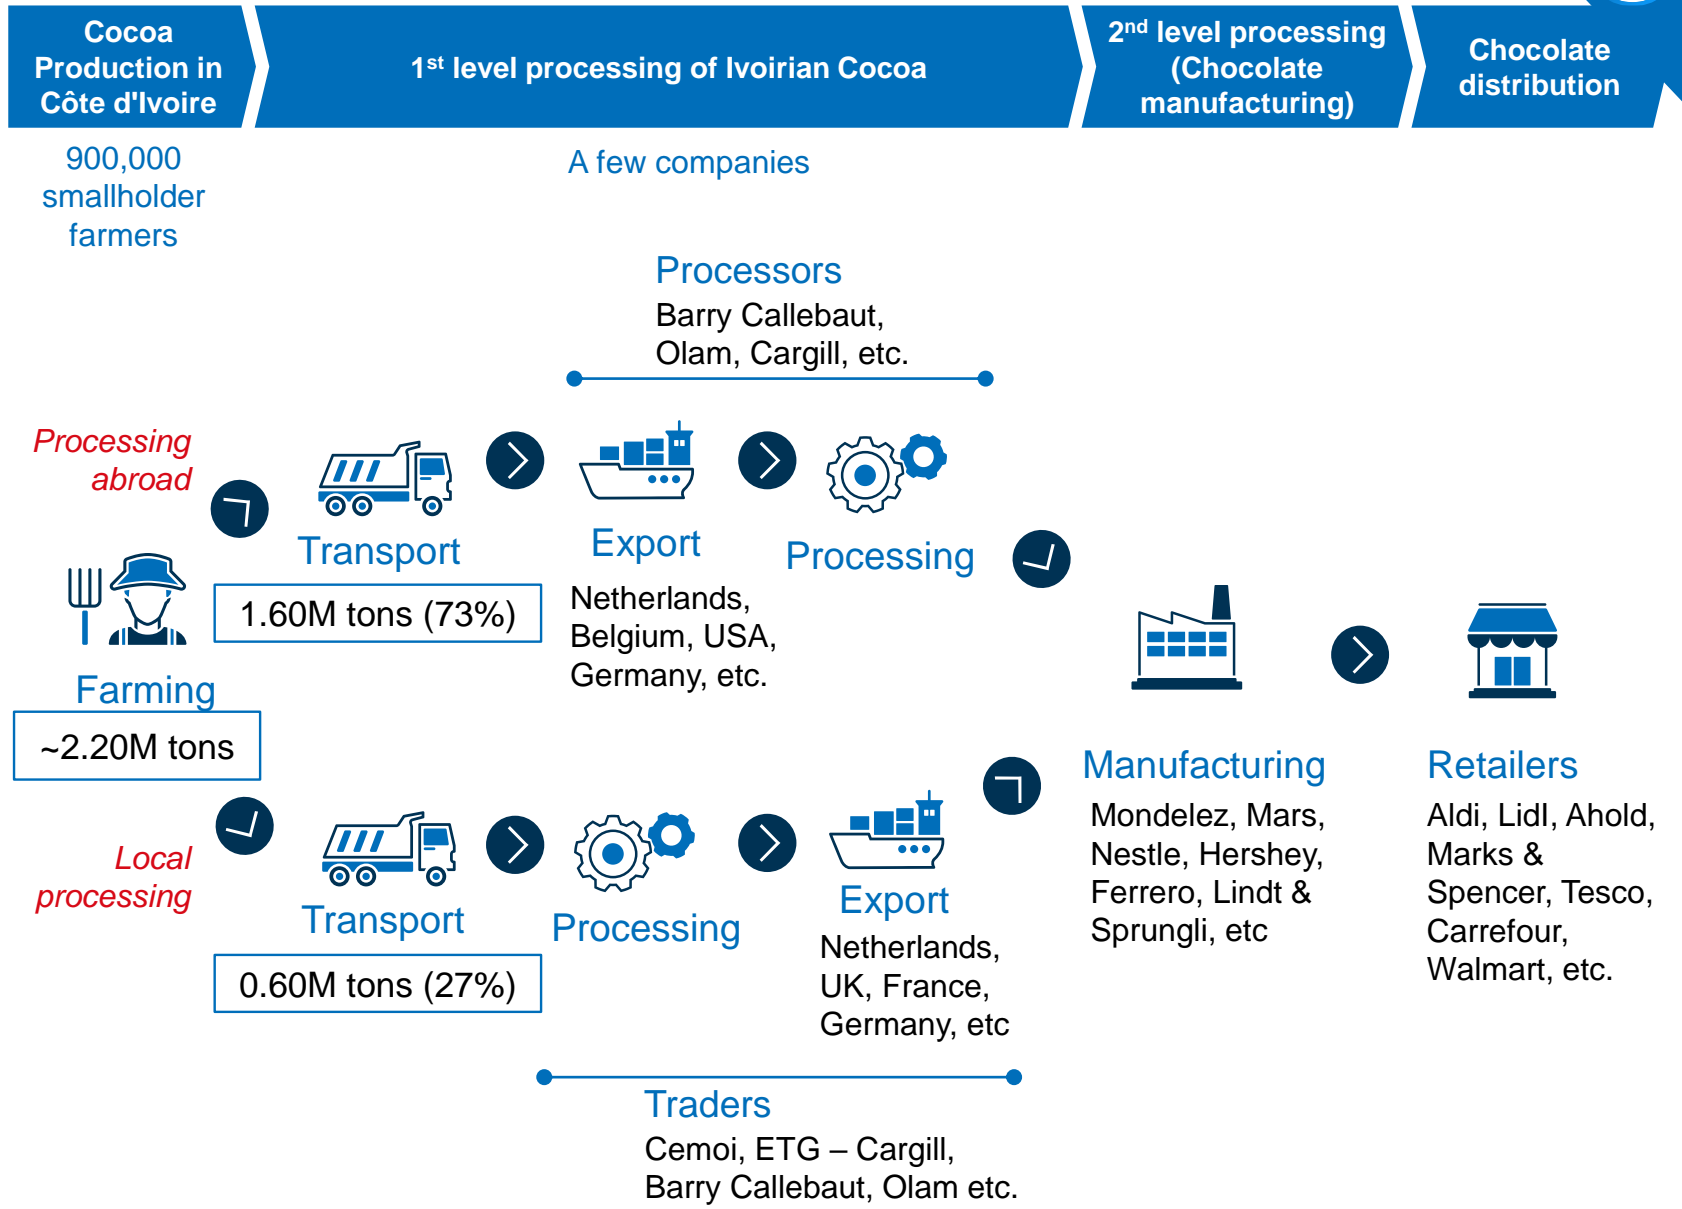 Cocoa
Production in
Côte d'Ivoire
1st level processing of Ivoirian Cocoa
2nd level processing
(Chocolate
manufacturing)
Chocolate
distribution
900,000
smallholder
farmers
A few companies
Processors
Barry Callebaut,
Olam, Cargill, etc.
Processing
abroad
Transport
1.60M tons (73%)
Export
Netherlands,
Belgium, USA,
Germany, etc.
Processing
Farming
~2.20M tons
Local
processing
Transport
0.60M tons (27%)
Processing
Export
Netherlands,
UK, France,
Germany, etc
Traders
Cemoi, ETG – Cargill,
Barry Callebaut, Olam etc.
Manufacturing
Mondelez, Mars,
Nestle, Hershey,
Ferrero, Lindt &
Sprungli, etc
Retailers
Aldi, Lidl, Ahold,
Marks &
Spencer, Tesco,
Carrefour,
Walmart, etc.